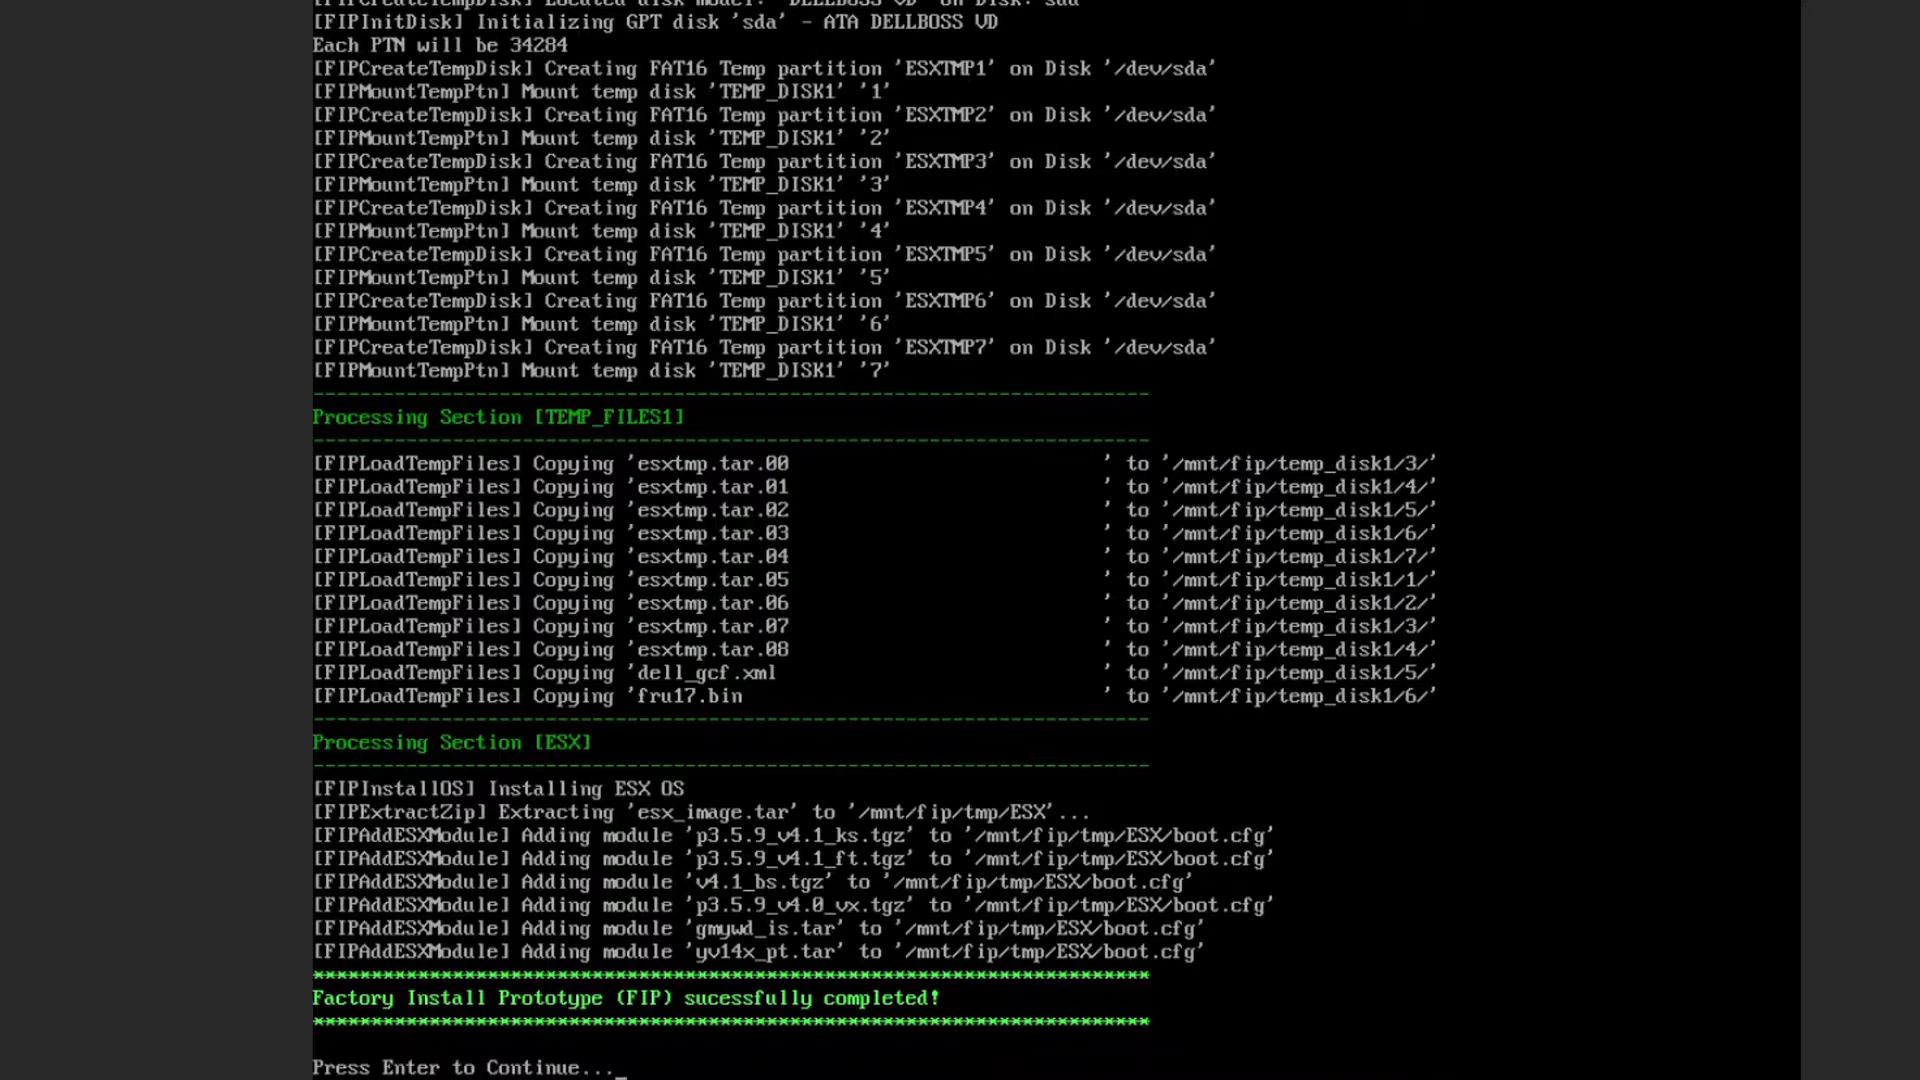 [FIPCreateTempDisk] Located disk model: 'DELLBOSS VD' on Disk: sda
[FIPInitDisk] Initializing GPT disk 'sda' - ATA DELLBOSS VD
Each PTN will be 34284
[FIPCreateTempDisk] Creating FAT16 Temp partition 'ESXTMP1' on Disk '/dev/sda'
[FIPMountTempPtn] Mount temp disk 'TEMP_DISK1' '1'
[FIPCreateTempDisk] Creating FAT16 Temp partition 'ESXTMP2' on Disk '/dev/sda'
[FIPMountTempPtn] Mount temp disk 'TEMP_DISK1' '2'
[FIPCreateTempDisk] Creating FAT16 Temp partition 'ESXTMP3' on Disk '/dev/sda'
[FIPMountTempPtn] Mount temp disk 'TEMP_DISK1' '3'
[FIPCreateTempDisk] Creating FAT16 Temp partition 'ESXTMP4' on Disk '/dev/sda'
[FIPMountTempPtn] Mount temp disk 'TEMP_DISK1' '4'
[FIPCreateTempDisk] Creating FAT16 Temp partition 'ESXTMP5' on Disk '/dev/sda'
[FIPMountTempPtn] Mount temp disk 'TEMP_DISK1' '5'
[FIPCreateTempDisk] Creating FAT16 Temp partition 'ESXTMP6' on Disk '/dev/sda'
[FIPMountTempPtn] Mount temp disk 'TEMP_DISK1' '6'
[FIPCreateTempDisk] Creating FAT16 Temp partition 'ESXTMP7' on Disk '/dev/sda'
[FIPMountTempPtn] Mount temp disk 'TEMP_DISK1' '7'
------------------------------------------------------------------------
Processing Section [TEMP_FILES1]
------------------------------------------------------------------------
[FIPLoadTempFiles] Copying 'esxtmp.tar.00                           ' to '/mnt/fip/temp_disk1/3/'
[FIPLoadTempFiles] Copying 'esxtmp.tar.01                           ' to '/mnt/fip/temp_disk1/4/'
[FIPLoadTempFiles] Copying 'esxtmp.tar.02                           ' to '/mnt/fip/temp_disk1/5/'
[FIPLoadTempFiles] Copying 'esxtmp.tar.03                           ' to '/mnt/fip/temp_disk1/6/'
[FIPLoadTempFiles] Copying 'esxtmp.tar.04                           ' to '/mnt/fip/temp_disk1/7/'
[FIPLoadTempFiles] Copying 'esxtmp.tar.05                           ' to '/mnt/fip/temp_disk1/1/'
[FIPLoadTempFiles] Copying 'esxtmp.tar.06                           ' to '/mnt/fip/temp_disk1/2/'
[FIPLoadTempFiles] Copying 'esxtmp.tar.07                           ' to '/mnt/fip/temp_disk1/3/'
[FIPLoadTempFiles] Copying 'esxtmp.tar.08                           ' to '/mnt/fip/temp_disk1/4/'
[FIPLoadTempFiles] Copying 'dell_gcf.xml                            ' to '/mnt/fip/temp_disk1/5/'
[FIPLoadTempFiles] Copying 'fru17.bin                               ' to '/mnt/fip/temp_disk1/6/'
------------------------------------------------------------------------
Processing Section [ESX]
------------------------------------------------------------------------
[FIPInstallOS] Installing ESX OS
[FIPExtractZip] Extracting 'esx_image.tar' to '/mnt/fip/tmp/ESX'...
[FIPAddESXModule] Adding module 'p3.5.9_v4.1_ks.tgz' to '/mnt/fip/tmp/ESX/boot.cfg'
[FIPAddESXModule] Adding module 'p3.5.9_v4.1_ft.tgz' to '/mnt/fip/tmp/ESX/boot.cfg'
[FIPAddESXModule] Adding module 'v4.1_bs.tgz' to '/mnt/fip/tmp/ESX/boot.cfg'
[FIPAddESXModule] Adding module 'p3.5.9_v4.0_vx.tgz' to '/mnt/fip/tmp/ESX/boot.cfg'
[FIPAddESXModule] Adding module 'gmywd_is.tar' to '/mnt/fip/tmp/ESX/boot.cfg'
[FIPAddESXModule] Adding module 'yv14x_pt.tar' to '/mnt/fip/tmp/ESX/boot.cfg'
************************************************************************
Factory Install Prototype (FIP) sucessfully completed!
************************************************************************
Press Enter to Continue..._